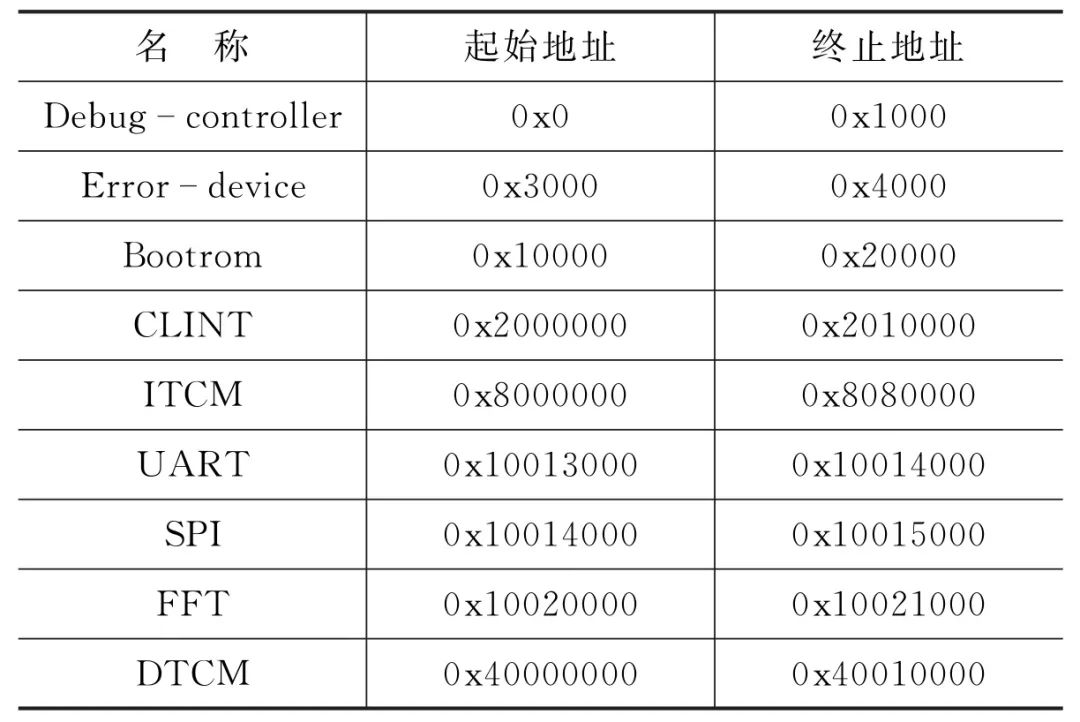 名 称 起始地址 终止地址
Debug-controller 0x0 0x1000
Error-device 0x3000 0x4000
Bootrom 0x10000 0x20000
CLINT 0x2000000 0x2010000
ITCM 0x8000000 0x8080000
UART 0x10013000 0x10014000
SPI 0x10014000 0x10015000
FFT 0x10020000 0x10021000
DTCM 0x40000000 0x40010000